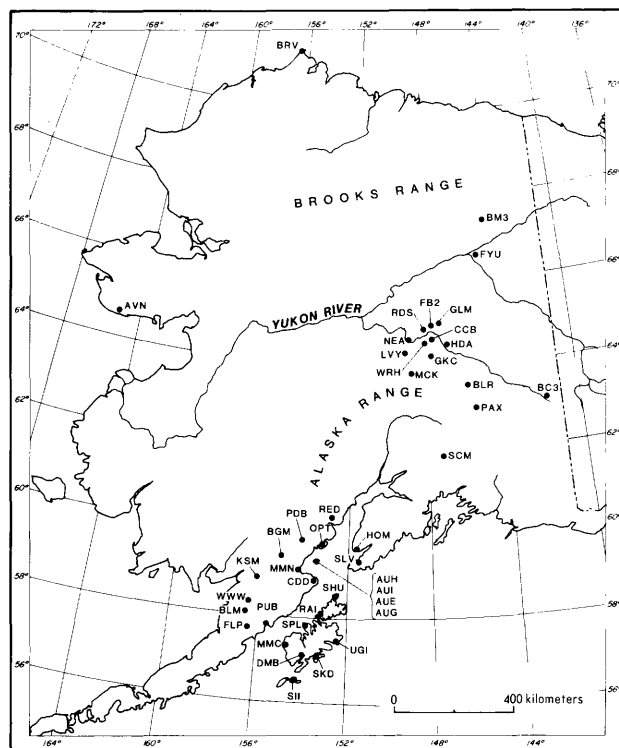 172° 168° 164° 160° 156° 152° 148° 144° 140° 136°
70°
70°
BRV
68°
68°
BROOKS RANGE
66°
BM3
66°
FYU
64°
AVN
FB2 GLM
RDS
YUKON RIVER
CCB
64°
NEA
HDA
LVY
WRH
GKC
MCK
62°
BLR
BC3
PAX
ALASKA RANGE
62°
SCM
60°
RED
PDB
OPT
60°
BGM
HOM
MMN
SLV
KSM
AUH
58°
CDD
AUI
SHU
AUE
WWW
AUG
BLM
PUB
RAI
58°
FLP
SPL
MMC
UGI
56°
DMB
SKD
SII
0 400 kilometers
56°
164° 160° 156° 152° 148° 144°